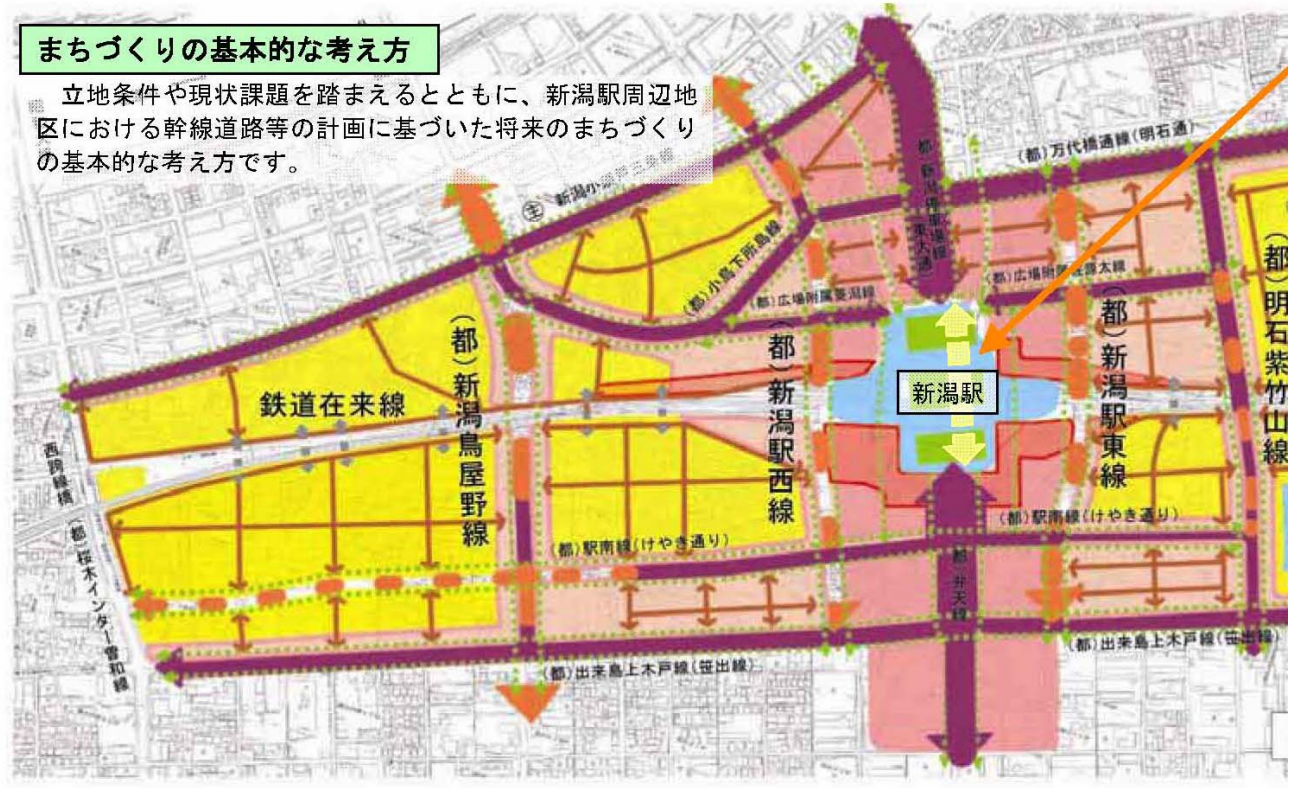 まちづくりの基本的な考え方
立地条件や現状課題を踏まえるとともに、新潟駅周辺地
区における幹線道路等の計画に基づいた将来のまちづくり
の基本的な考え方です。
(都)万代橋通線(明石通)
主 新潟小
(都)小島下所島線
東大通
(都)広場附属
(都)広場附属
(都)新潟鳥屋野線
(都)新潟駅西線
(都)新潟駅東線
(都)明石紫竹山線
鉄道在来線
新潟駅
西跨線橋
(都)桜木インター曽和線
(都)駅南線(けやき通り)
(都)駅南線(けやき通り)
都 弁天線
(都)出来島上木戸線(笹出線)
(都)出来島上木戸線(笹出線)